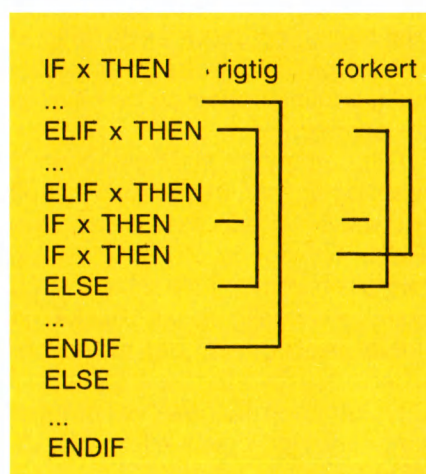 IF x THEN rigtig forkert
...
ELIF x THEN
...
ELIF x THEN
IF x THEN
IF x THEN
ELSE
...
ENDIF
ELSE
...
ENDIF